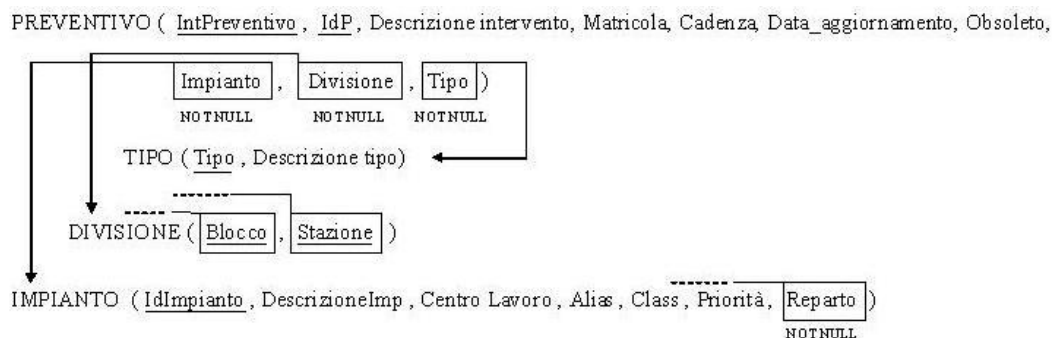 PREVENTIVO ( IntPreventivo , IdP, Descrizione intervento, Matricola, Cadenza, Data_aggiornamento, Obsoleto,
Impianto , Divisione , Tipo )
NOTNULL NOTNULL NOTNULL
TIPO ( Tipo , Descrizione tipo)
DIVISIONE ( Blocco , Stazione )
IMPIANTO ( IdImpianto , DescrizioneImp , Centro Lavoro , Alias , Class , Priorità, Reparto )
NOTNULL